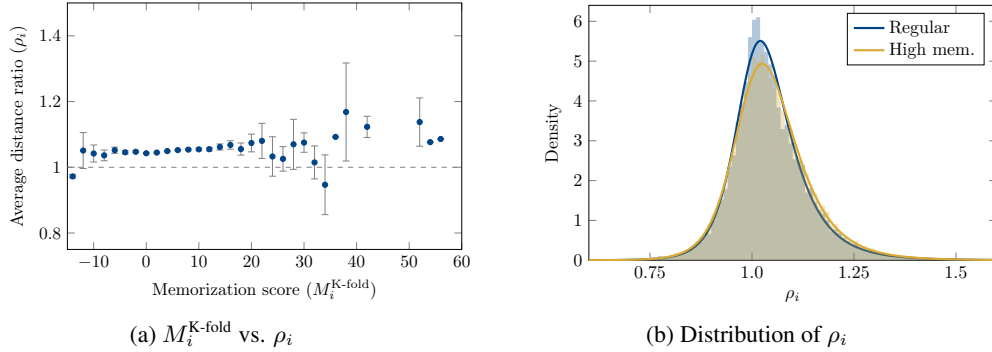 1.4
1.2
1
0.8
Average distance ratio (ρᵢ)
−10 0 10 20 30 40 50 60
Memorization score (Mᵢ^K-fold)
(a) Mᵢ^K-fold vs. ρᵢ
6
5
4
3
2
1
0
Density
Regular
High mem.
0.75 1.0 1.25 1.5
ρᵢ
(b) Distribution of ρᵢ